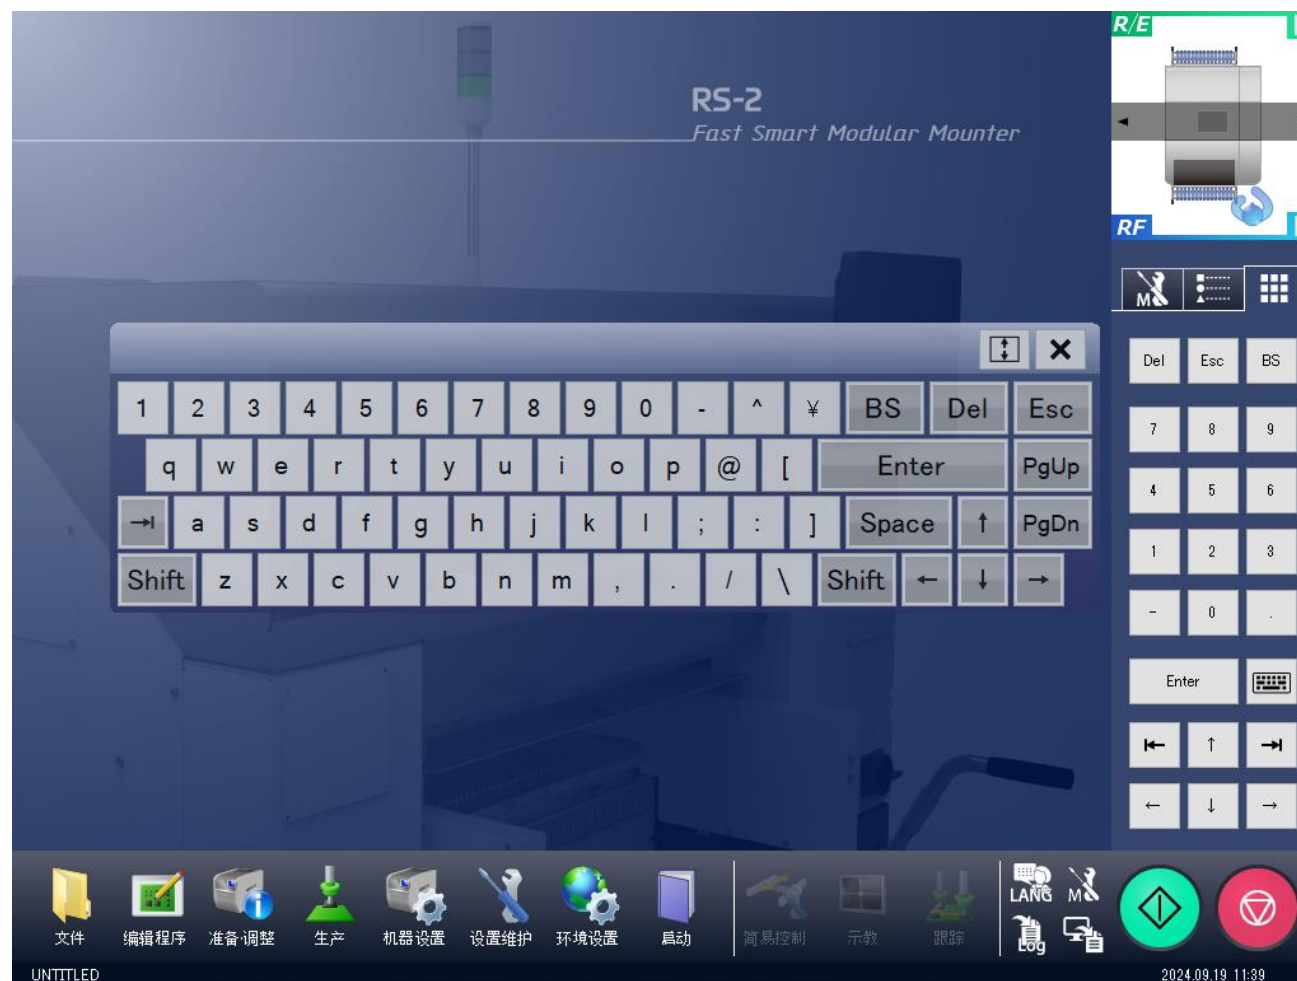 R/E
RS-2
Fast Smart Modular Mounter
RF
M
Del Esc BS
1 2 3 4 5 6 7 8 9 0 - ^ ¥ BS Del Esc
7 8 9
q w e r t y u i o p @ [ Enter PgUp
4 5 6
a s d f g h j k l ; : ] Space ↑ PgDn
1 2 3
Shift z x c v b n m , . / \ Shift ← ↓ →
- 0 .
Enter
↑
← ↓ →
LANG M
文件 编辑程序 准备·调整 生产 机器设置 设置维护 环境设置 启动 简易控制 示教 跟踪
Log
UNTITLED
2024.09.19 11:39